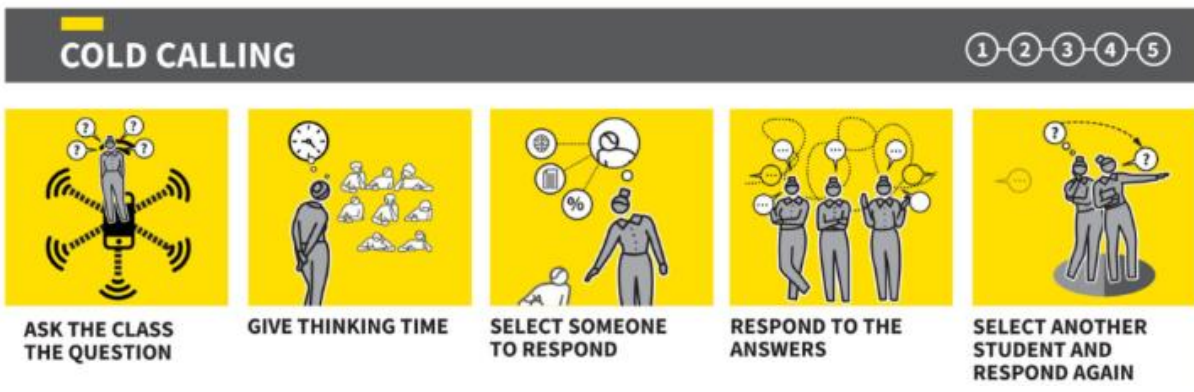 COLD CALLING
1 2 3 4 5
? ? ? ?
%
... ... ... ... ...
? ? ...
ASK THE CLASS
THE QUESTION
GIVE THINKING TIME
SELECT SOMEONE
TO RESPOND
RESPOND TO THE
ANSWERS
SELECT ANOTHER
STUDENT AND
RESPOND AGAIN